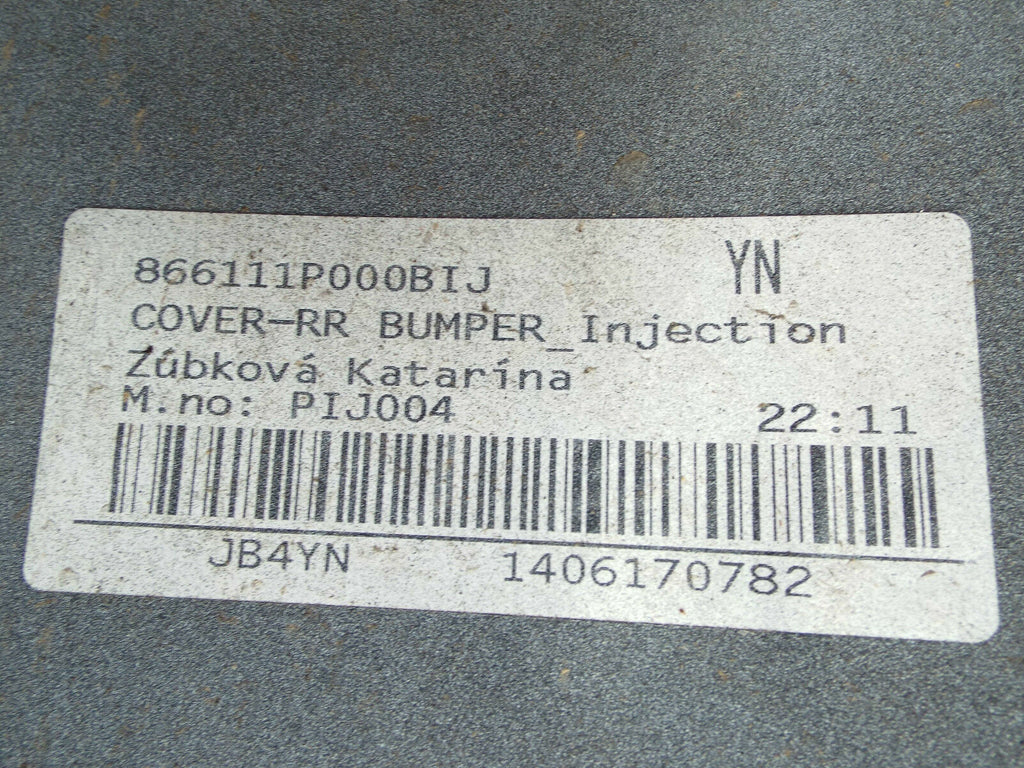 866111P000BIJ YN
COVER-RR BUMPER_Injection
Zúbková Katarína
M.no: PIJ004 22:11
JB4YN 1406170782